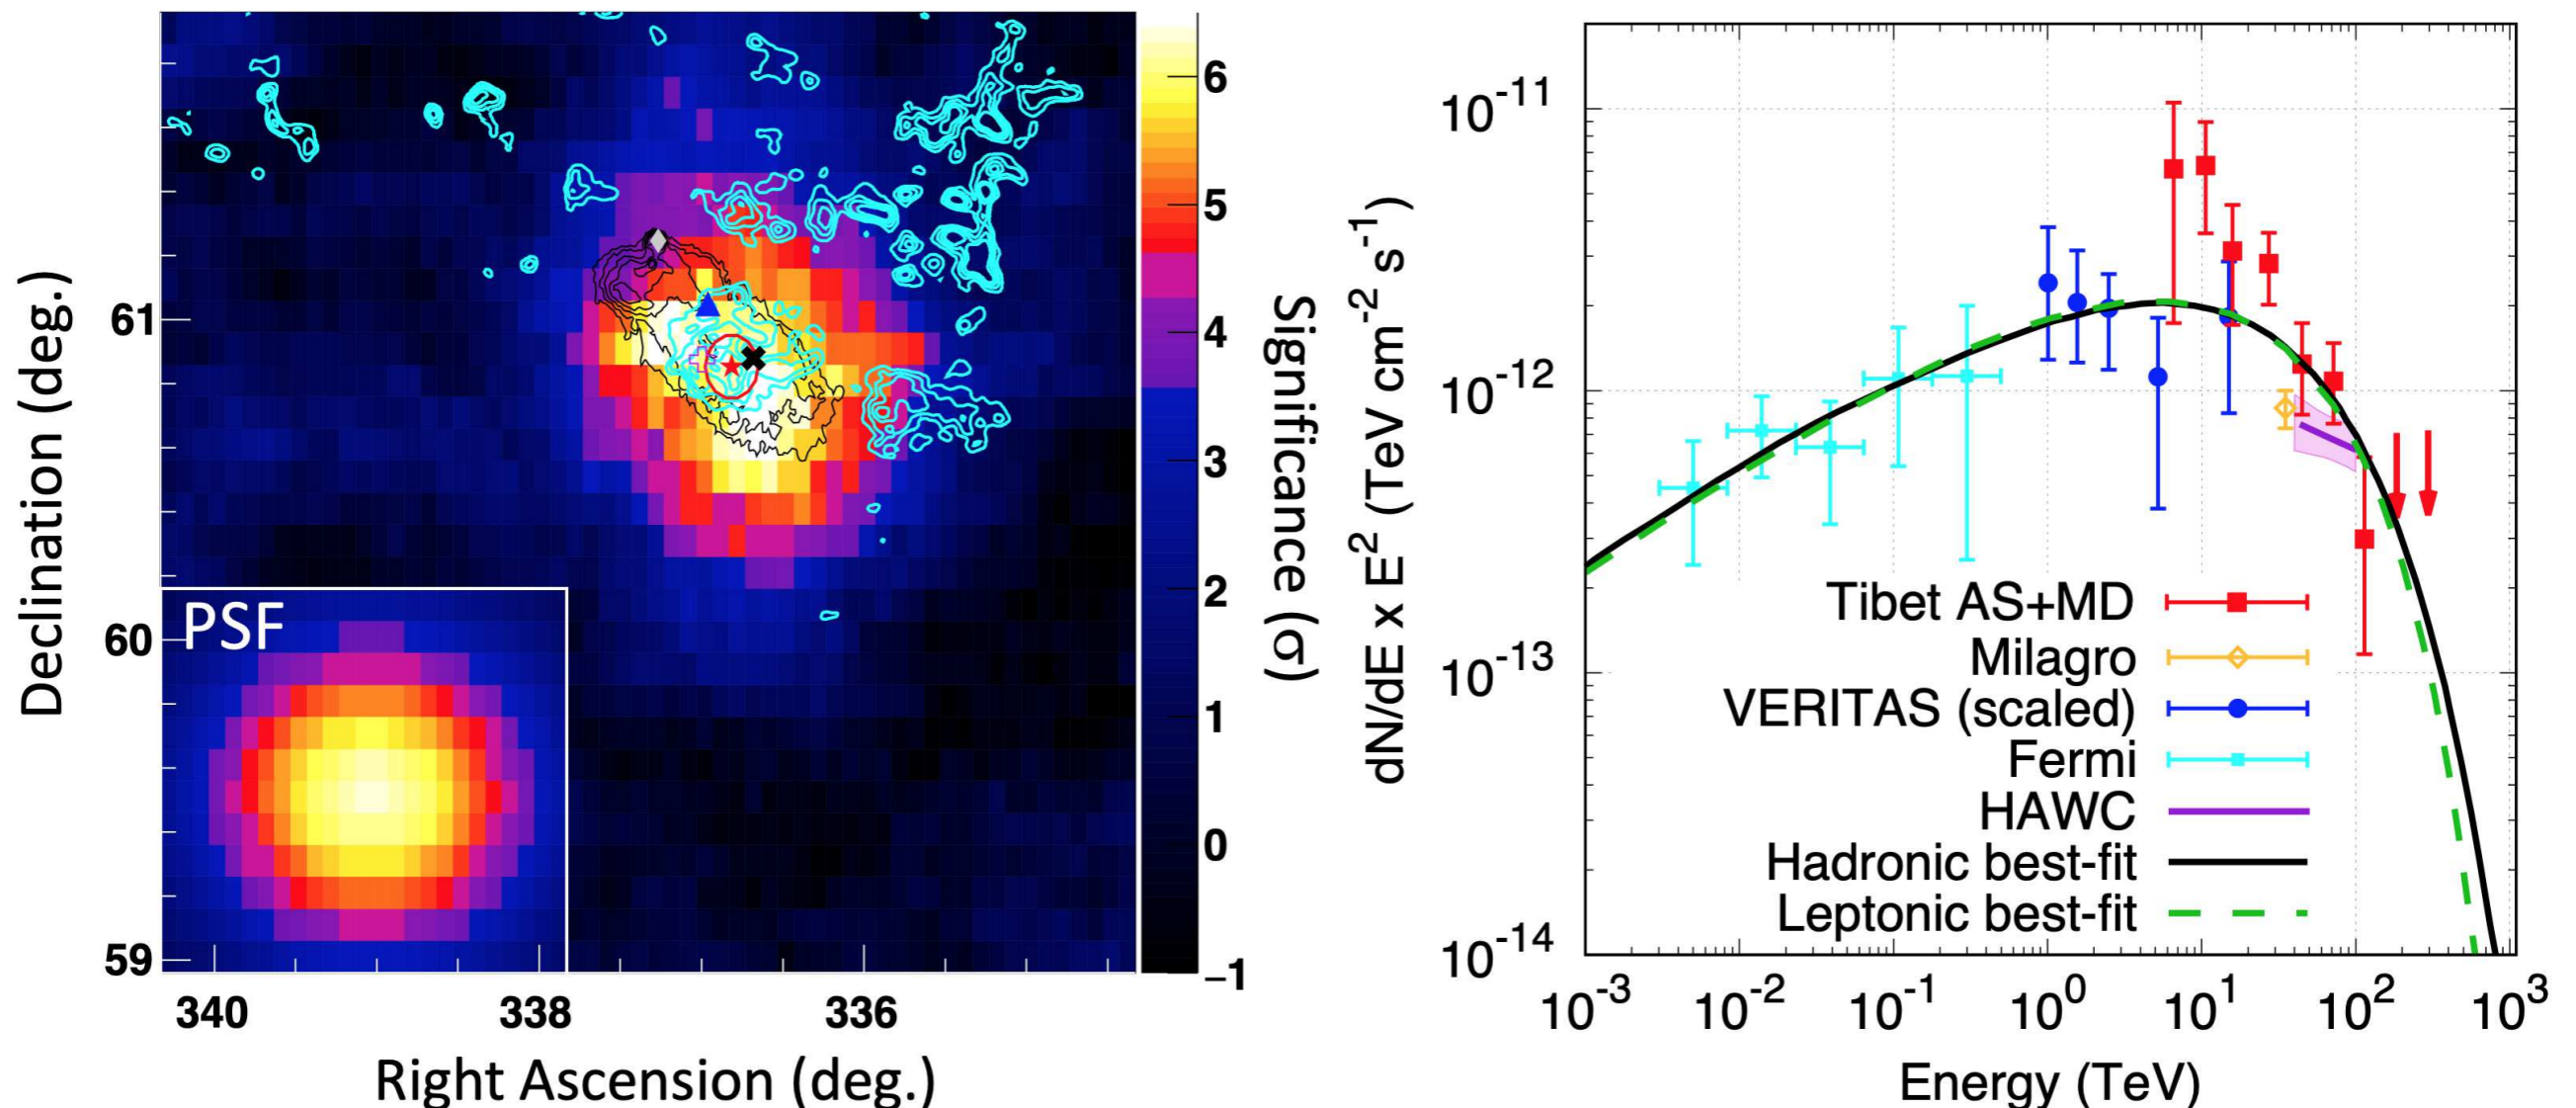 Declination (deg.)
61
60
59
PSF
340
338
336
Right Ascension (deg.)
6
5
4
3
2
1
0
−1
Significance (σ)
dN/dE x E² (TeV cm⁻² s⁻¹)
10⁻¹¹
10⁻¹²
10⁻¹³
10⁻¹⁴
Tibet AS+MD
Milagro
VERITAS (scaled)
Fermi
HAWC
Hadronic best-fit
Leptonic best-fit
10⁻³
10⁻²
10⁻¹
10⁰
10¹
10²
10³
Energy (TeV)